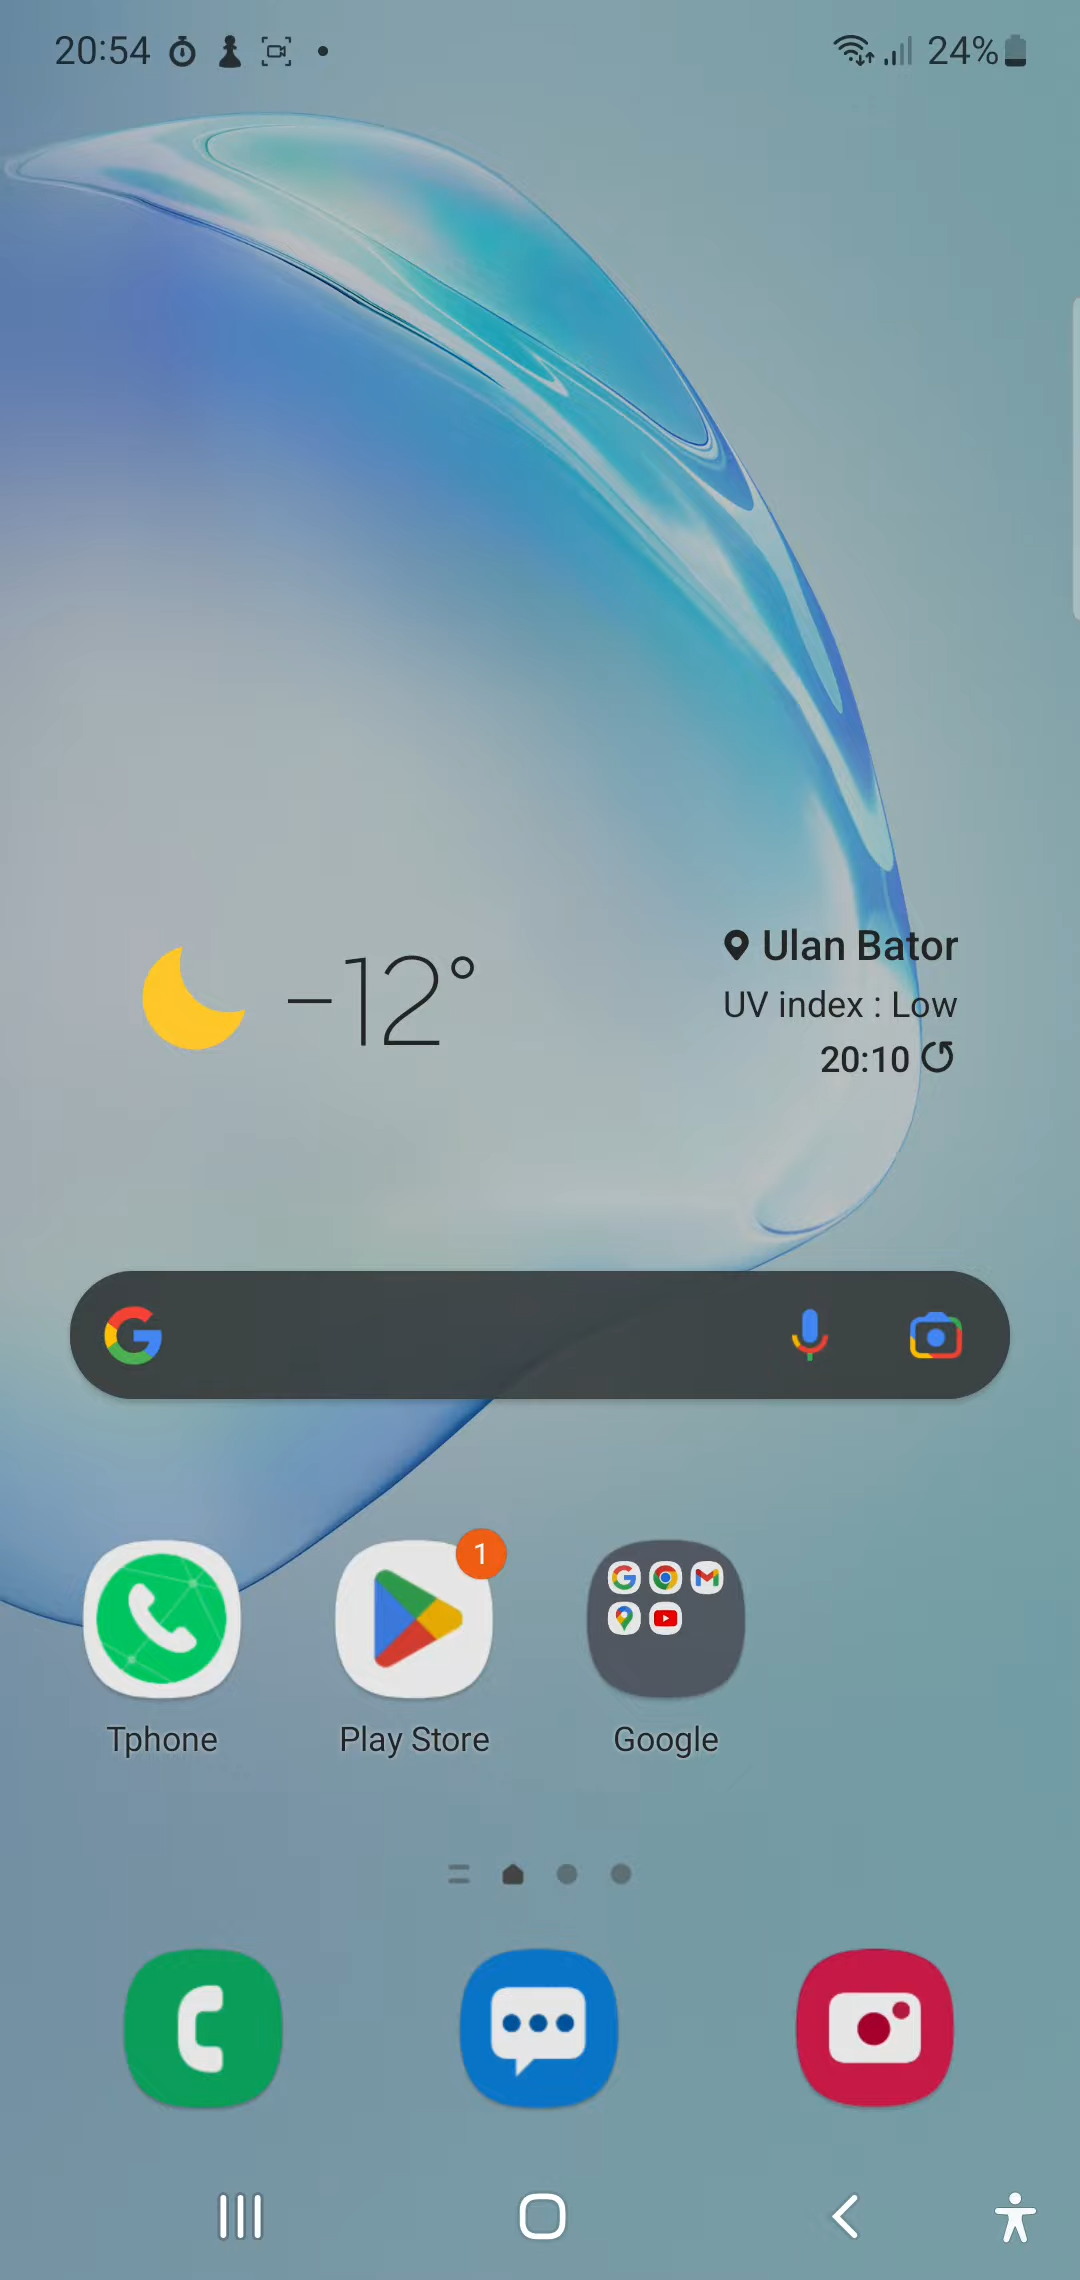 20:54
24%
-12°
Ulan Bator
UV index : Low
20:10
1
Tphone
Play Store
Google